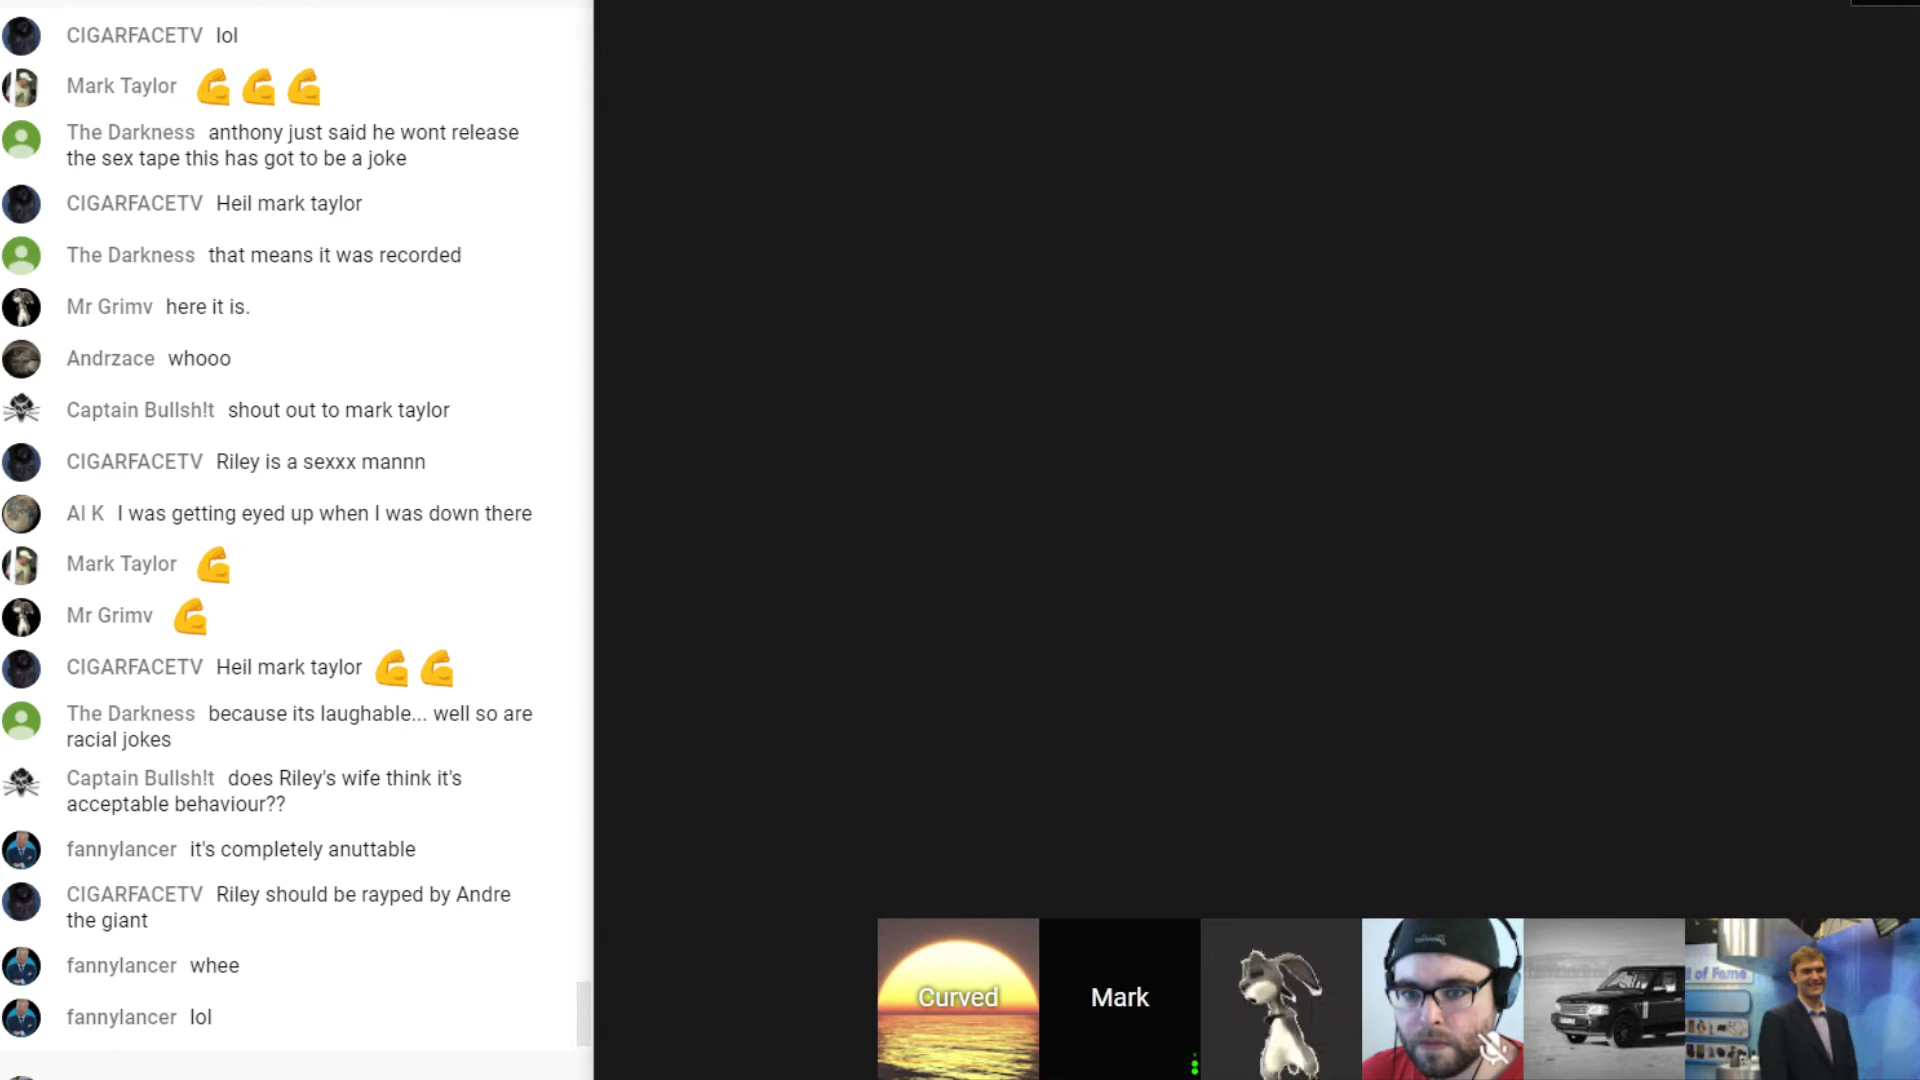 CIGARFACETV lol
Mark Taylor 💪💪💪
The Darkness anthony just said he wont release
the sex tape this has got to be a joke
CIGARFACETV Heil mark taylor
The Darkness that means it was recorded
Mr Grimv here it is.
Andrzace whooo
Captain Bullsh!t shout out to mark taylor
CIGARFACETV Riley is a sexxx mannn
Al K I was getting eyed up when I was down there
Mark Taylor 💪
Mr Grimv 💪
CIGARFACETV Heil mark taylor 💪💪
The Darkness because its laughable... well so are
racial jokes
Captain Bullsh!t does Riley's wife think it's
acceptable behaviour??
fannylancer it's completely anuttable
CIGARFACETV Riley should be rayped by Andre
the giant
fannylancer whee
fannylancer lol
Curved
Mark
l of Fame